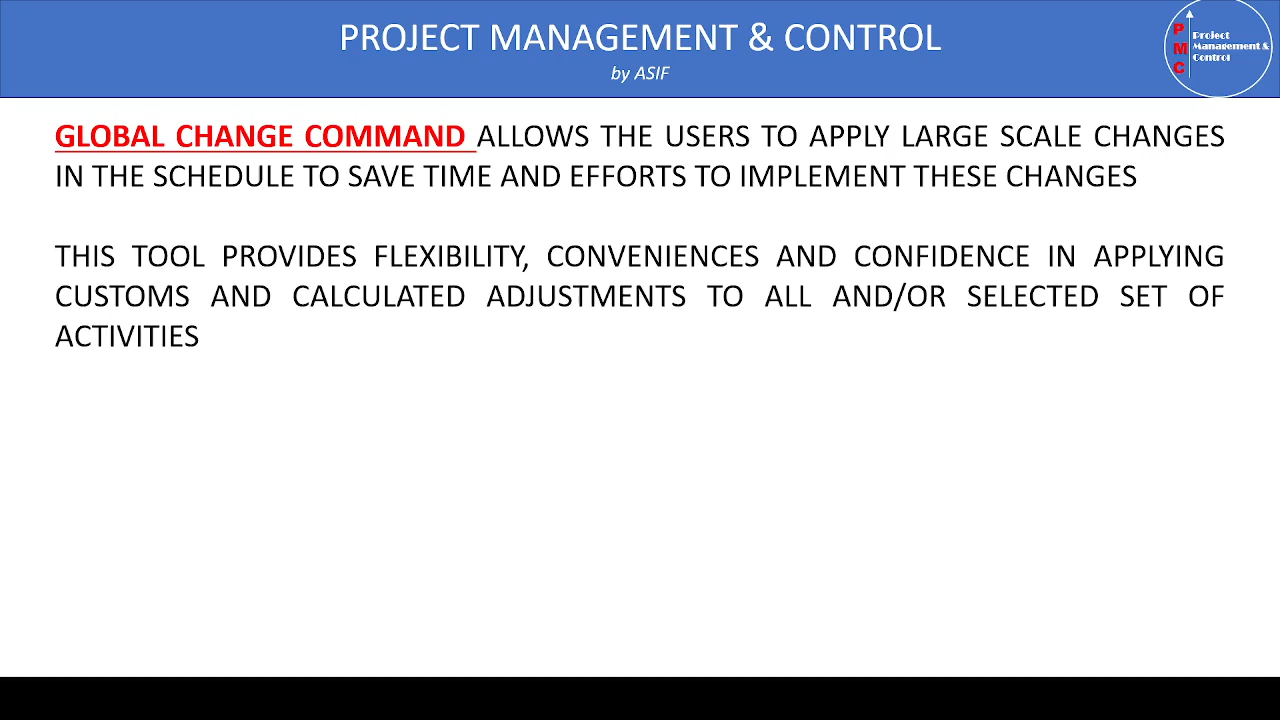 PROJECT MANAGEMENT & CONTROL
by ASIF
P Project
M Management &
C Control
GLOBAL CHANGE COMMAND ALLOWS THE USERS TO APPLY LARGE SCALE CHANGES
IN THE SCHEDULE TO SAVE TIME AND EFFORTS TO IMPLEMENT THESE CHANGES
THIS TOOL PROVIDES FLEXIBILITY, CONVENIENCES AND CONFIDENCE IN APPLYING
CUSTOMS AND CALCULATED ADJUSTMENTS TO ALL AND/OR SELECTED SET OF
ACTIVITIES